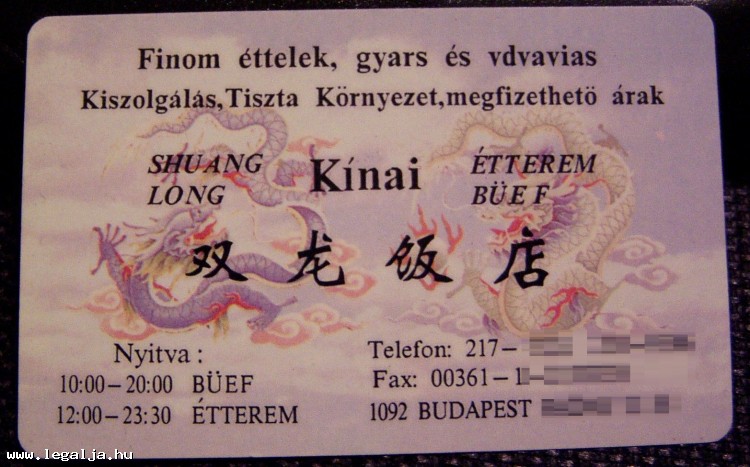 Finom éttelek, gyars és vdvavias
Kiszolgálás,Tiszta Környezet,megfizethetö árak
SHUANG LONG
Kínai
ÉTTEREM BÜE F
双龙饭店
Nyitva :
10:00–20:00 BÜEF
12:00–23:30 ÉTTEREM
Telefon: 217–
Fax: 00361–1
1092 BUDAPEST
www.legalja.hu